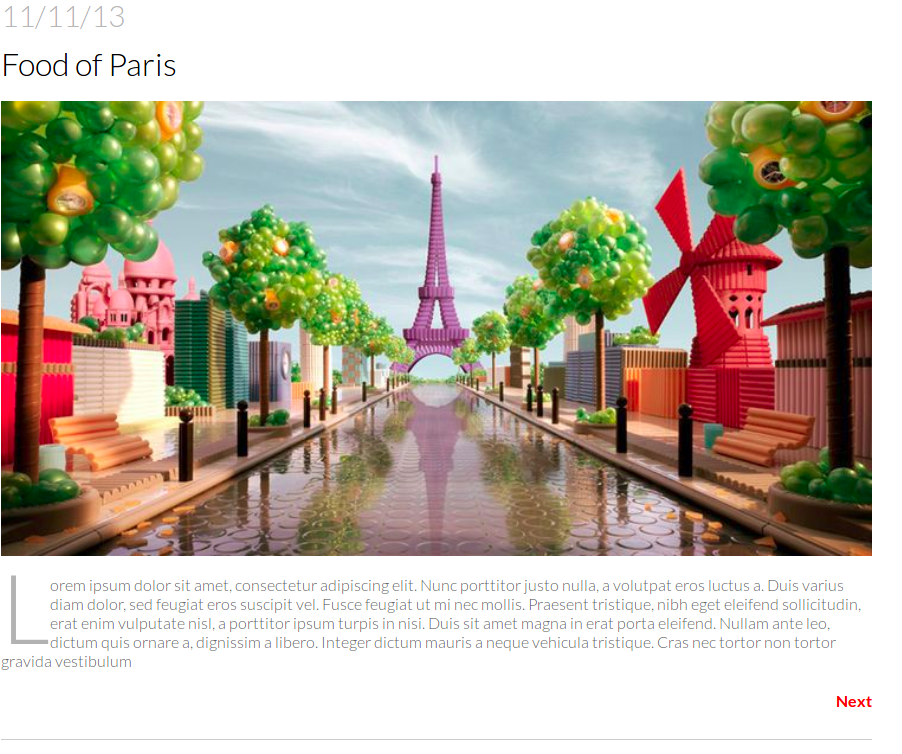 11/11/13
Food of Paris
Lorem ipsum dolor sit amet, consectetur adipiscing elit. Nunc porttitor justo nulla, a volutpat eros luctus a. Duis varius
diam dolor, sed feugiat eros suscipit vel. Fusce feugiat ut mi nec mollis. Praesent tristique, nibh eget eleifend sollicitudin,
erat enim vulputate nisl, a porttitor ipsum turpis in nisi. Duis sit amet magna in erat porta eleifend. Nullam ante leo,
dictum quis ornare a, dignissim a libero. Integer dictum mauris a neque vehicula tristique. Cras nec tortor non tortor
gravida vestibulum
Next